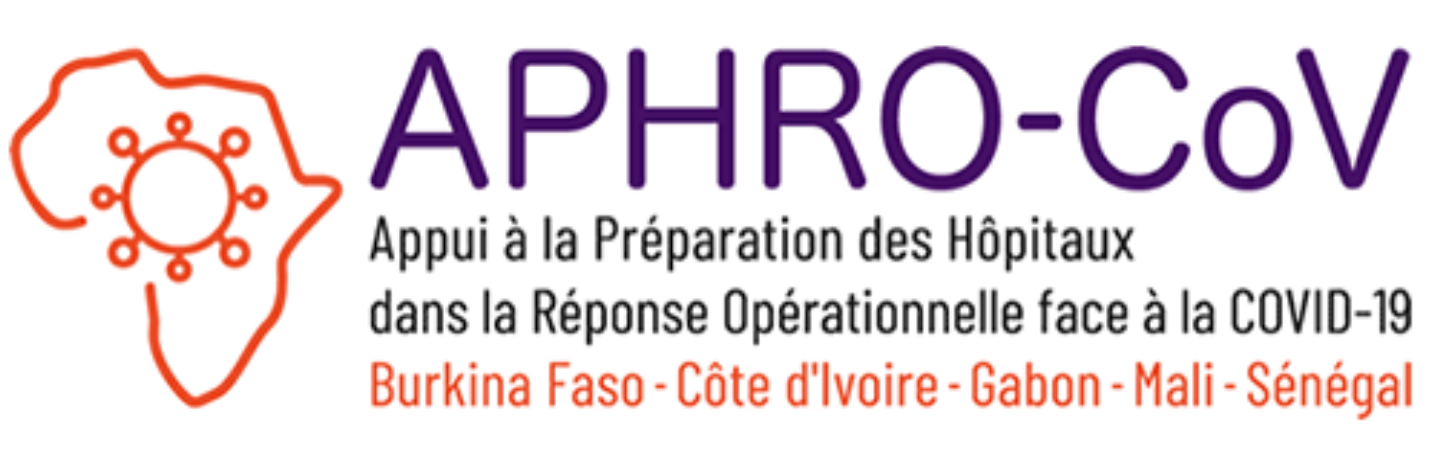 APHRO-CoV
Appui à la Préparation des Hôpitaux
dans la Réponse Opérationnelle face à la COVID-19
Burkina Faso - Côte d'Ivoire - Gabon - Mali - Sénégal